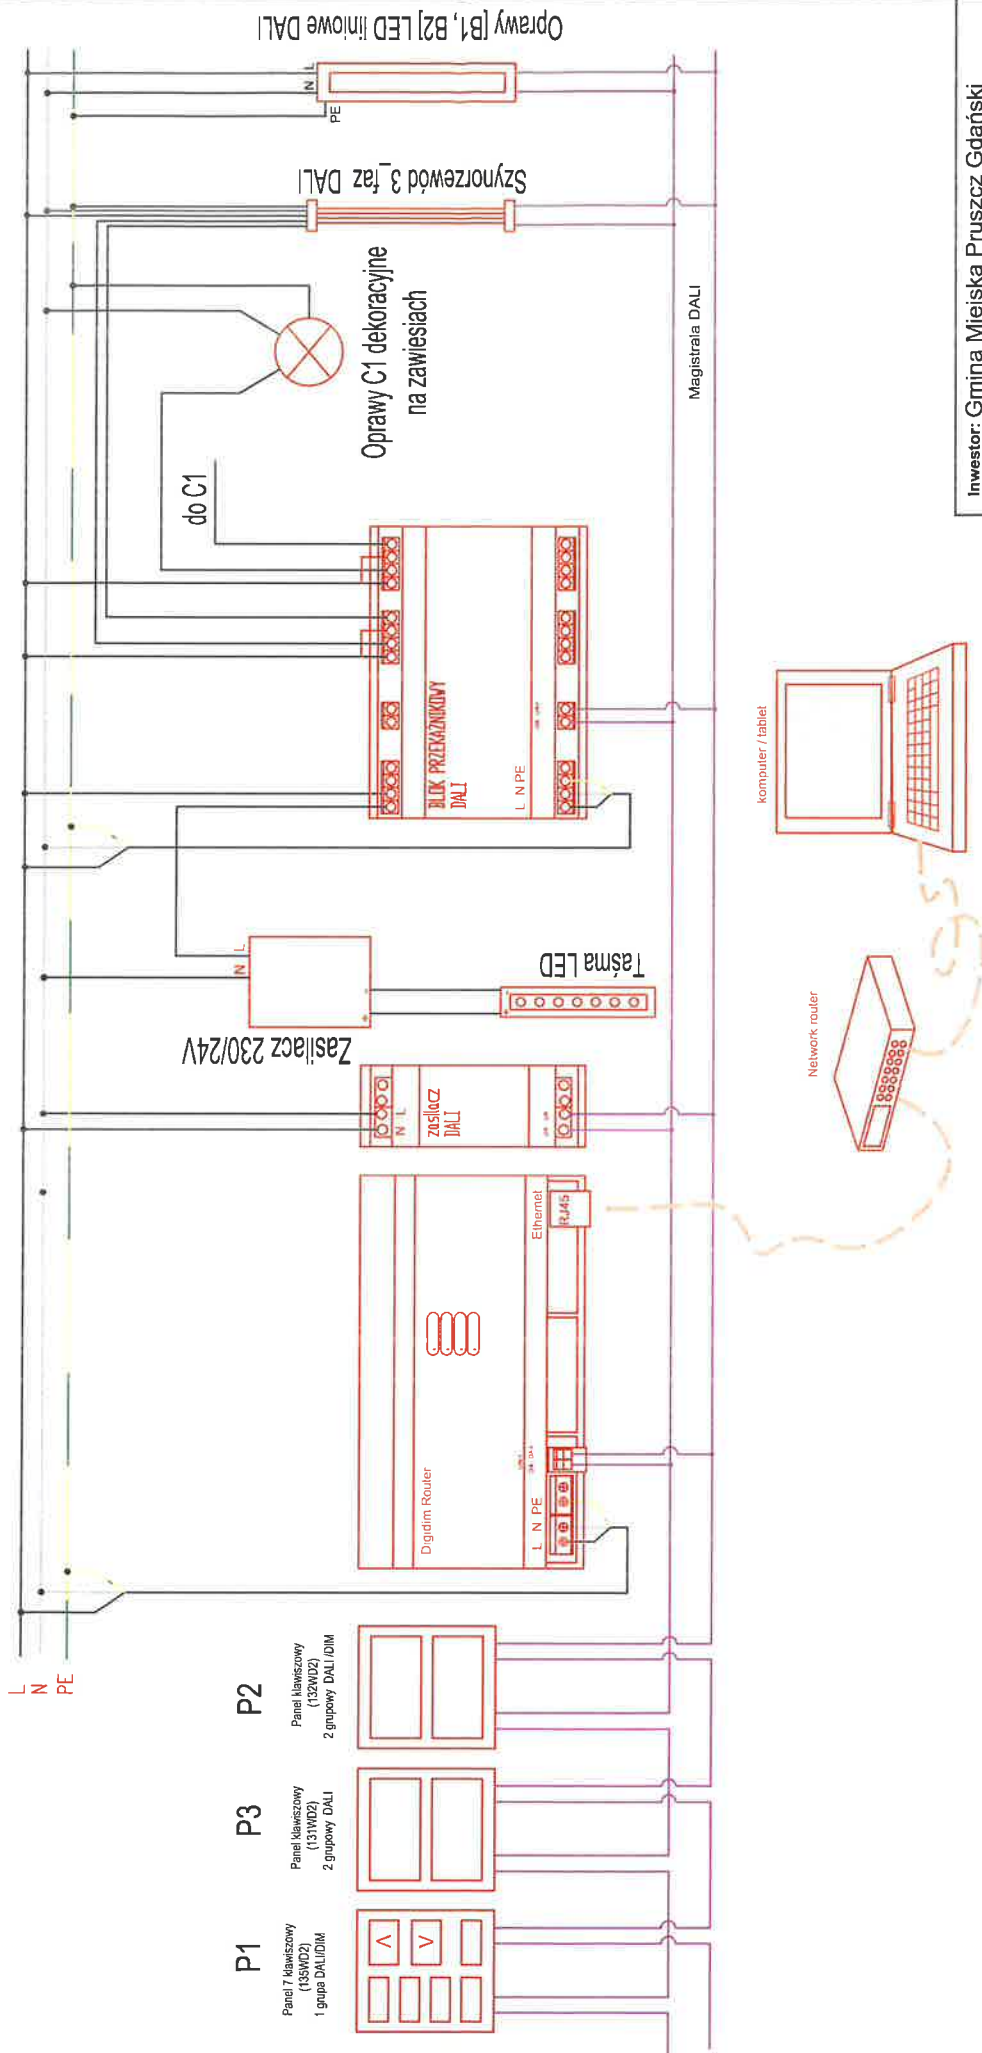 L
N
PE
P1
Panel 7 klawiszowy
(135WD2)
1 grupa DALI/DIM
P3
Panel klawiszowy
(131WD2)
2 grupowy DALI
P2
Panel klawiszowy
(132WD2)
2 grupowy DALI /DIM
Digidim Router
L N PE
Ethernet
RJ45
zasilacz
DALI
N L
Zasilacz 230/24V
N L
+ -
Taśma LED
+ -
BLOK PRZEKAŹNIKOWY
DALI
L N PE
do C1
Oprawy C1 dekoracyjne
na zawiesiach
Szynorzewód 3_faz DALI
Oprawy [B1, B2] LED liniowe DALI
L
N
PE
Magistrala DALI
Network router
komputer / tablet
Inwestor: Gmina Miejska Pruszcz Gdański